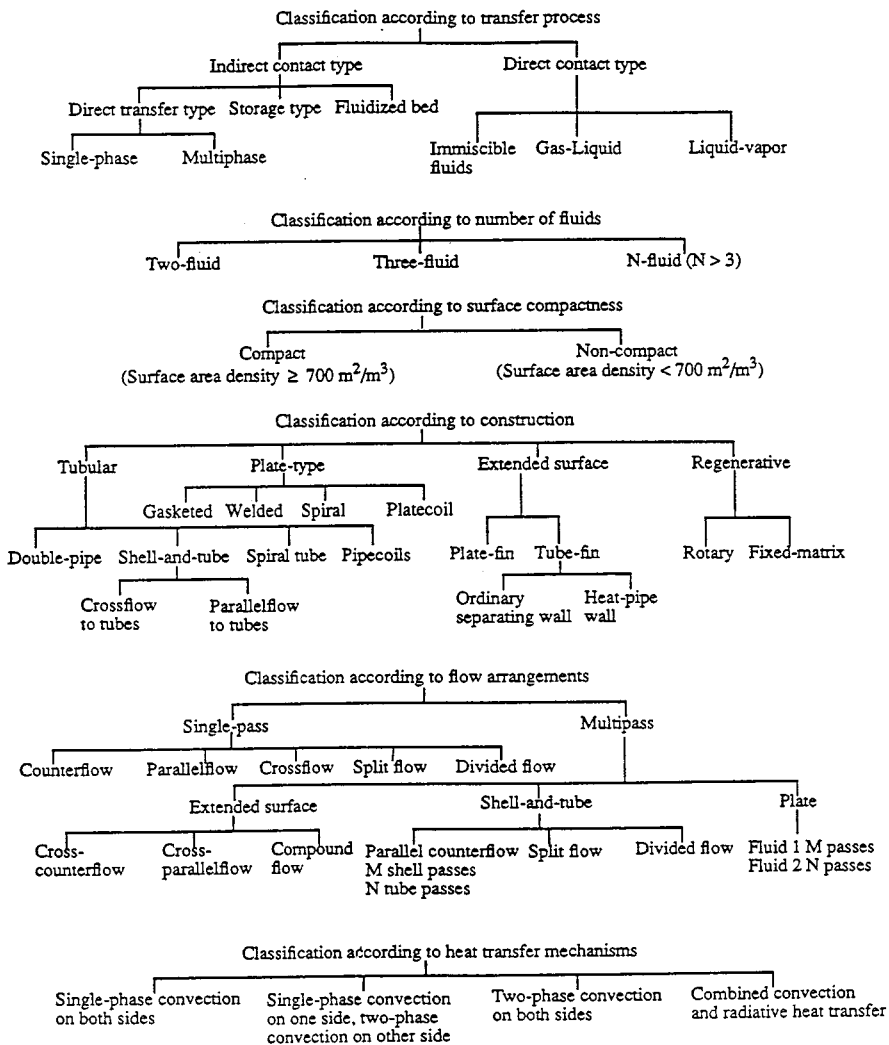 Classification according to transfer process
Indirect contact type
Direct contact type
Direct transfer type
Storage type
Fluidized bed
Single-phase
Multiphase
Immiscible
fluids
Gas-Liquid
Liquid-vapor
Classification according to number of fluids
Two-fluid
Three-fluid
N-fluid (N > 3)
Classification according to surface compactness
Compact
(Surface area density ≥ 700 m²/m³)
Non-compact
(Surface area density < 700 m²/m³)
Classification according to construction
Tubular
Plate-type
Extended surface
Regenerative
Gasketed
Welded
Spiral
Platecoil
Double-pipe
Shell-and-tube
Spiral tube
Pipecoils
Plate-fin
Tube-fin
Rotary
Fixed-matrix
Crossflow
to tubes
Parallelflow
to tubes
Ordinary
separating wall
Heat-pipe
wall
Classification according to flow arrangements
Single-pass
Multipass
Counterflow
Parallelflow
Crossflow
Split flow
Divided flow
Extended surface
Shell-and-tube
Plate
Cross-
counterflow
Cross-
parallelflow
Compound
flow
Parallel counterflow
M shell passes
N tube passes
Split flow
Divided flow
Fluid 1 M passes
Fluid 2 N passes
Classification according to heat transfer mechanisms
Single-phase convection
on both sides
Single-phase convection
on one side, two-phase
convection on other side
Two-phase convection
on both sides
Combined convection
and radiative heat transfer